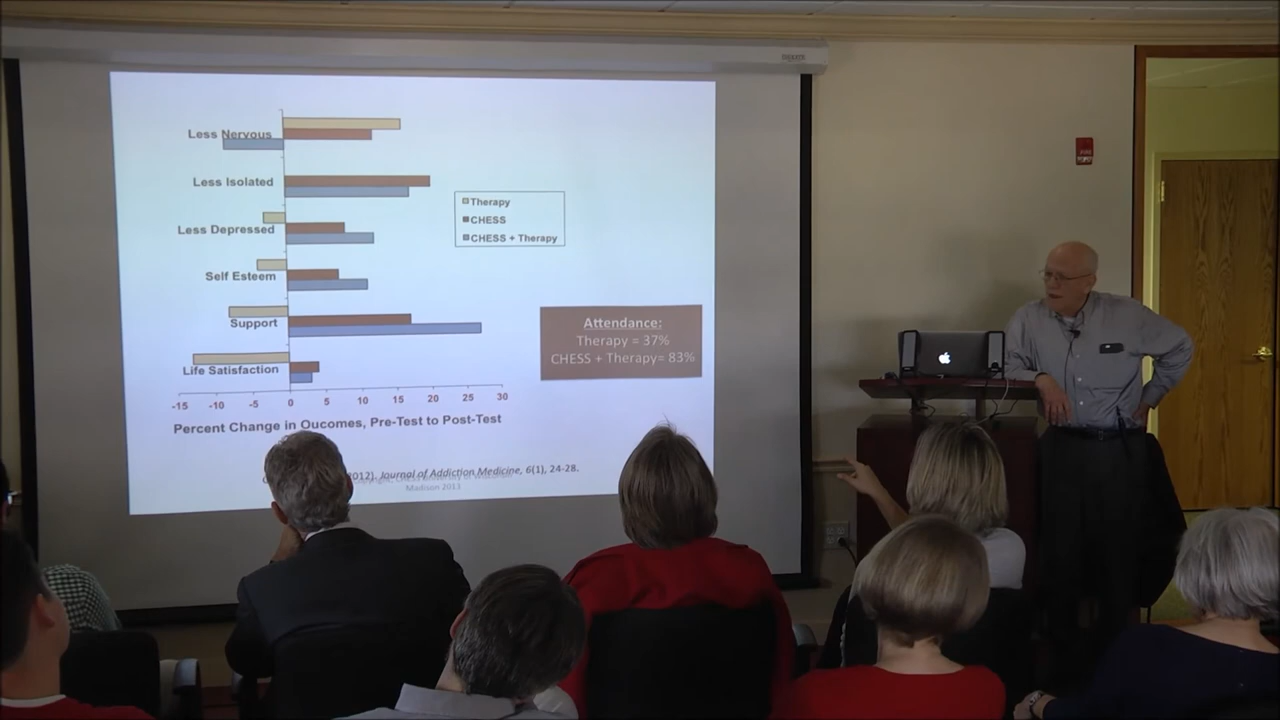 Less Nervous
Less Isolated
Less Depressed
Self Esteem
Support
Life Satisfaction
-15 -10 -5 0 5 10 15 20 25 30
Percent Change in Oucomes, Pre-Test to Post-Test
Therapy
CHESS
CHESS + Therapy
Attendance:
Therapy = 37%
CHESS + Therapy= 83%
2012). Journal of Addiction Medicine, 6(1), 24-28.
Madison 2013